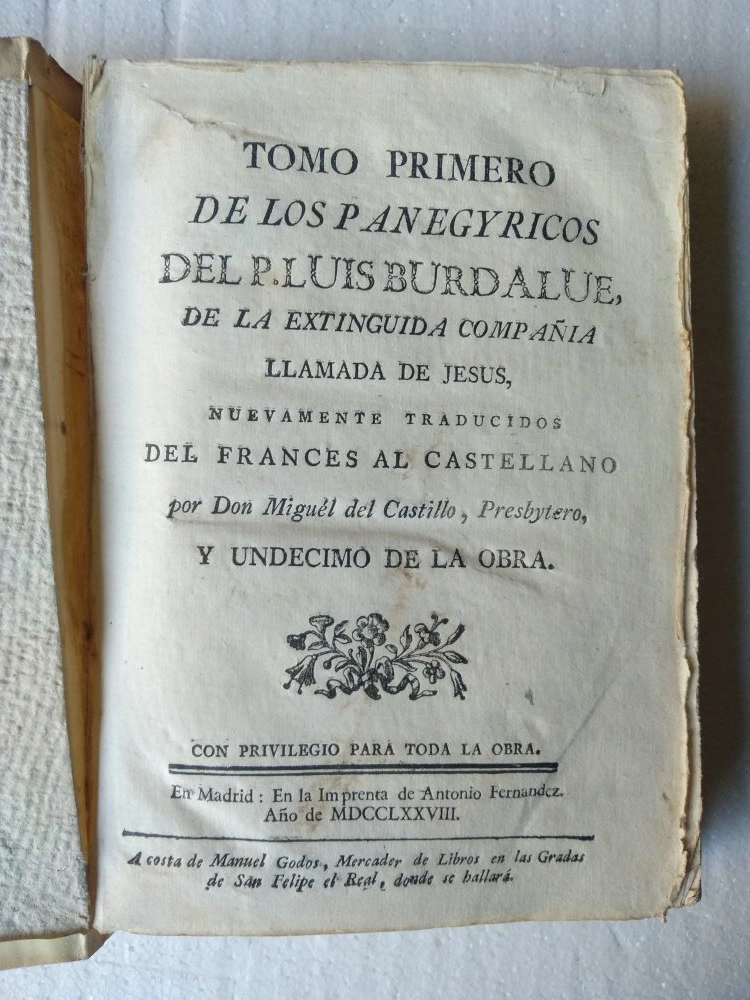 TOMO PRIMERO
DE LOS PANEGYRICOS
DEL P. LUIS BURDALUE,
DE LA EXTINGUIDA COMPAÑIA
LLAMADA DE JESUS,
NUEVAMENTE TRADUCIDOS
DEL FRANCES AL CASTELLANO
por Don Miguél del Castillo, Presbytero,
Y UNDECIMO DE LA OBRA.
CON PRIVILEGIO PARA TODA LA OBRA.
En Madrid: En la Imprenta de Antonio Fernandez.
Año de MDCCLXXVIII.
A costa de Manuel Godos, Mercader de Libros en las Gradas
de San Felipe el Real, donde se hallará.